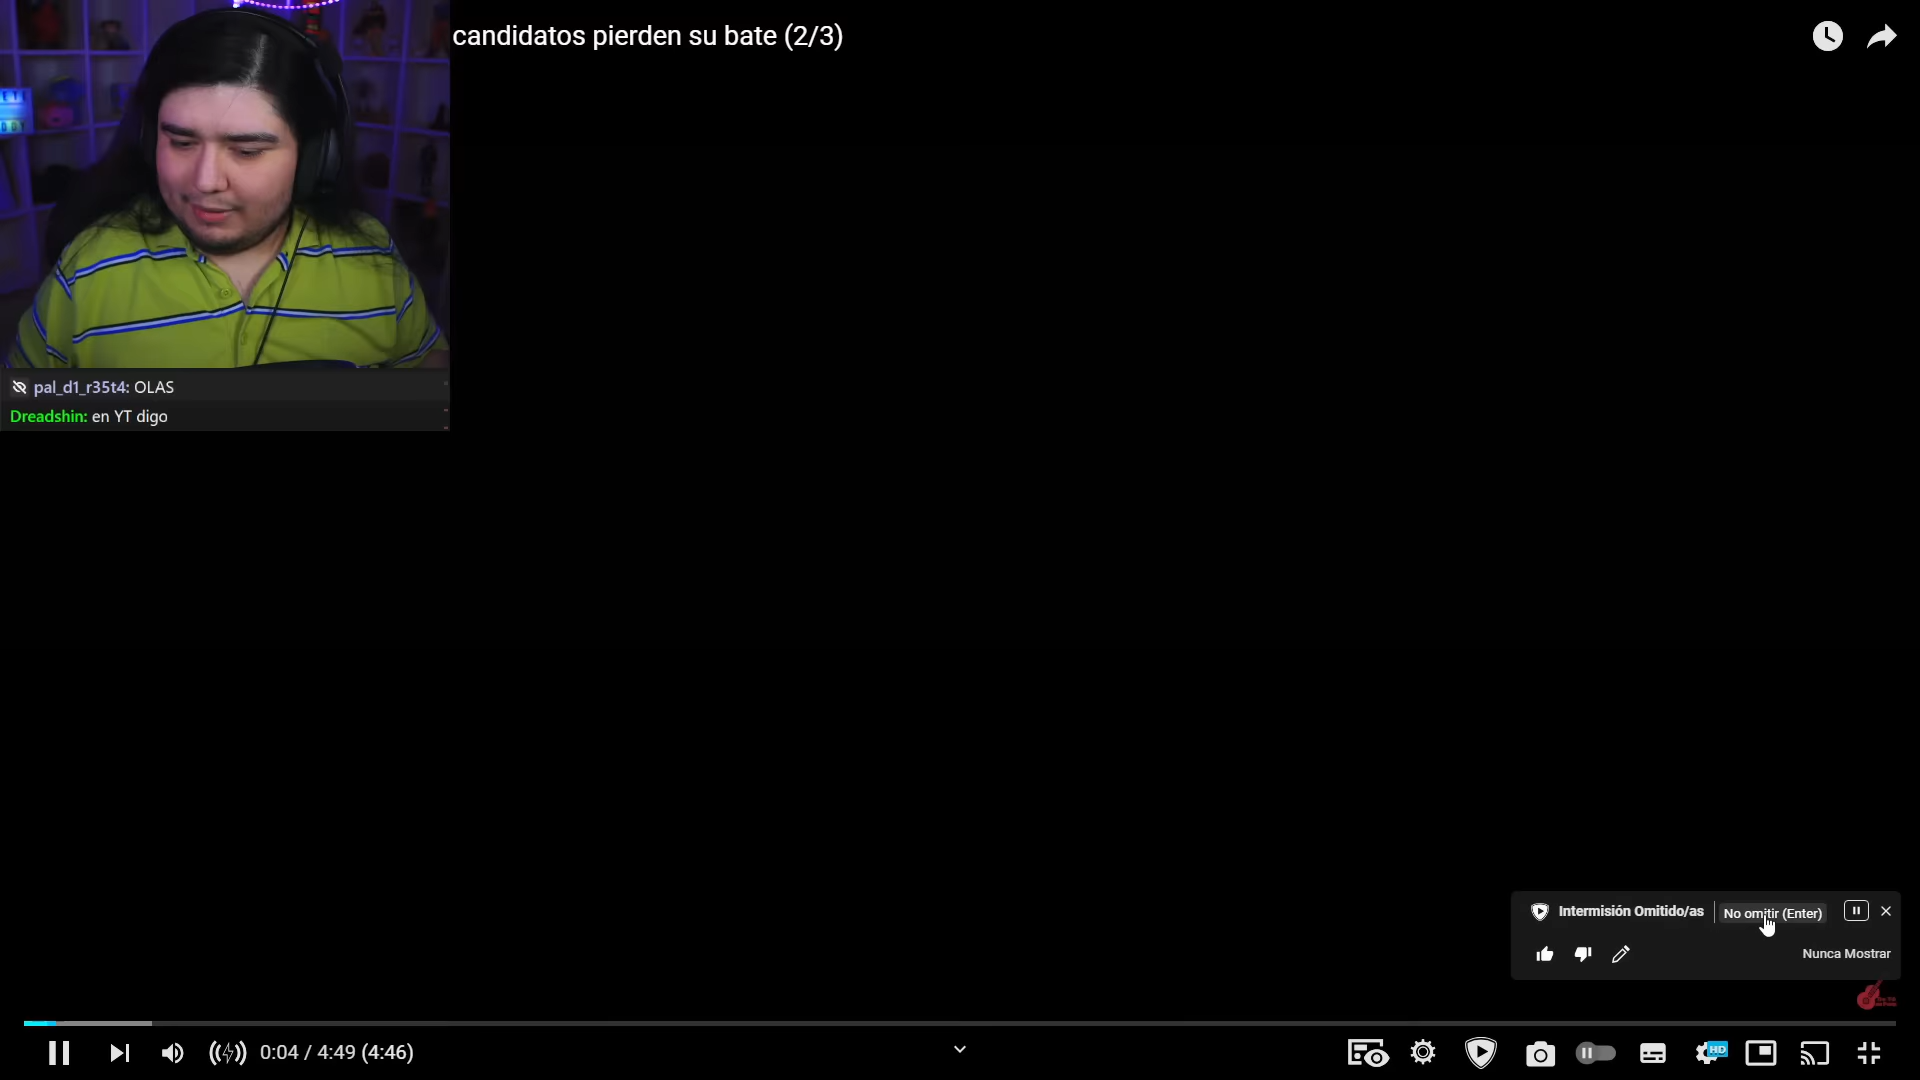 candidatos pierden su bate (2/3)
pal_d1_r35t4: OLAS
Dreadshin: en YT digo
Intermisión Omitido/as
No omitir (Enter)
Nunca Mostrar
0:04 / 4:49 (4:46)
HD